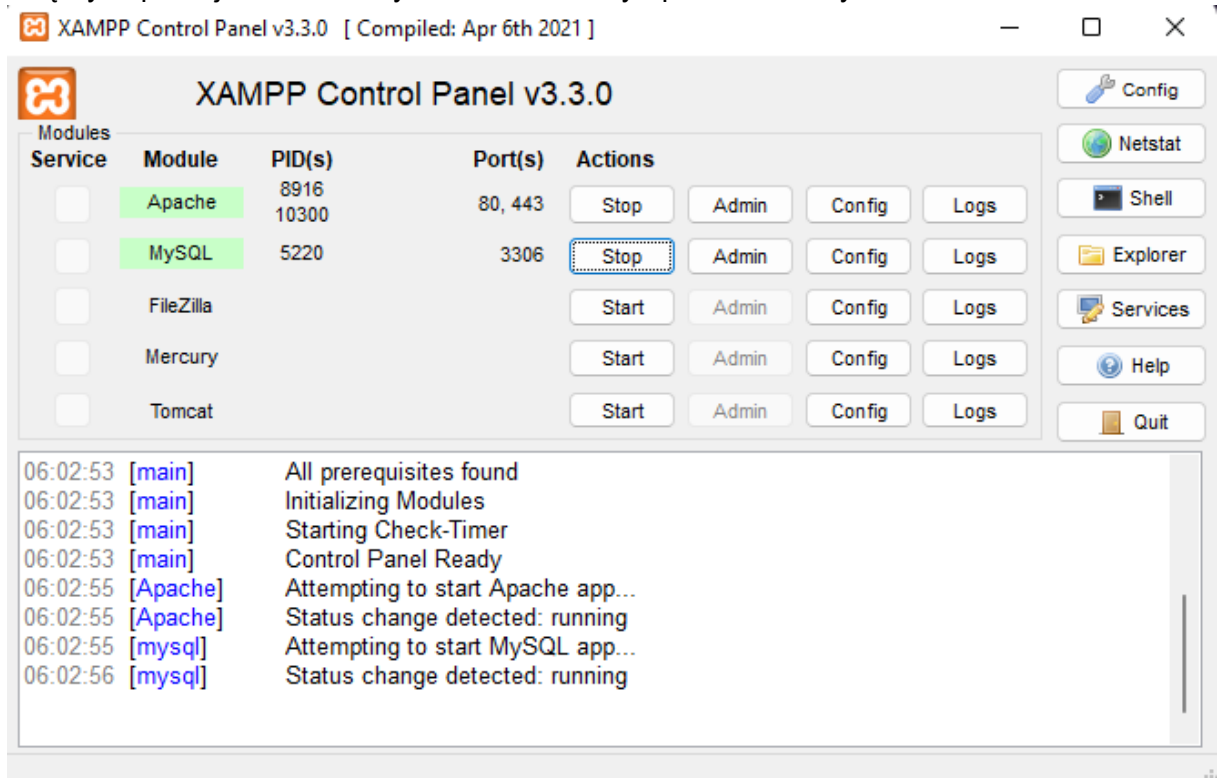 XAMPP Control Panel v3.3.0 [ Compiled: Apr 6th 2021 ]
XAMPP Control Panel v3.3.0
Config
Modules
Service Module PID(s) Port(s) Actions
Netstat
Apache 8916 10300 80, 443 Stop Admin Config Logs
Shell
MySQL 5220 3306 Stop Admin Config Logs
Explorer
FileZilla Start Admin Config Logs
Services
Mercury Start Admin Config Logs
Help
Tomcat Start Admin Config Logs
Quit
06:02:53 [main] All prerequisites found
06:02:53 [main] Initializing Modules
06:02:53 [main] Starting Check-Timer
06:02:53 [main] Control Panel Ready
06:02:55 [Apache] Attempting to start Apache app...
06:02:55 [Apache] Status change detected: running
06:02:55 [mysql] Attempting to start MySQL app...
06:02:56 [mysql] Status change detected: running